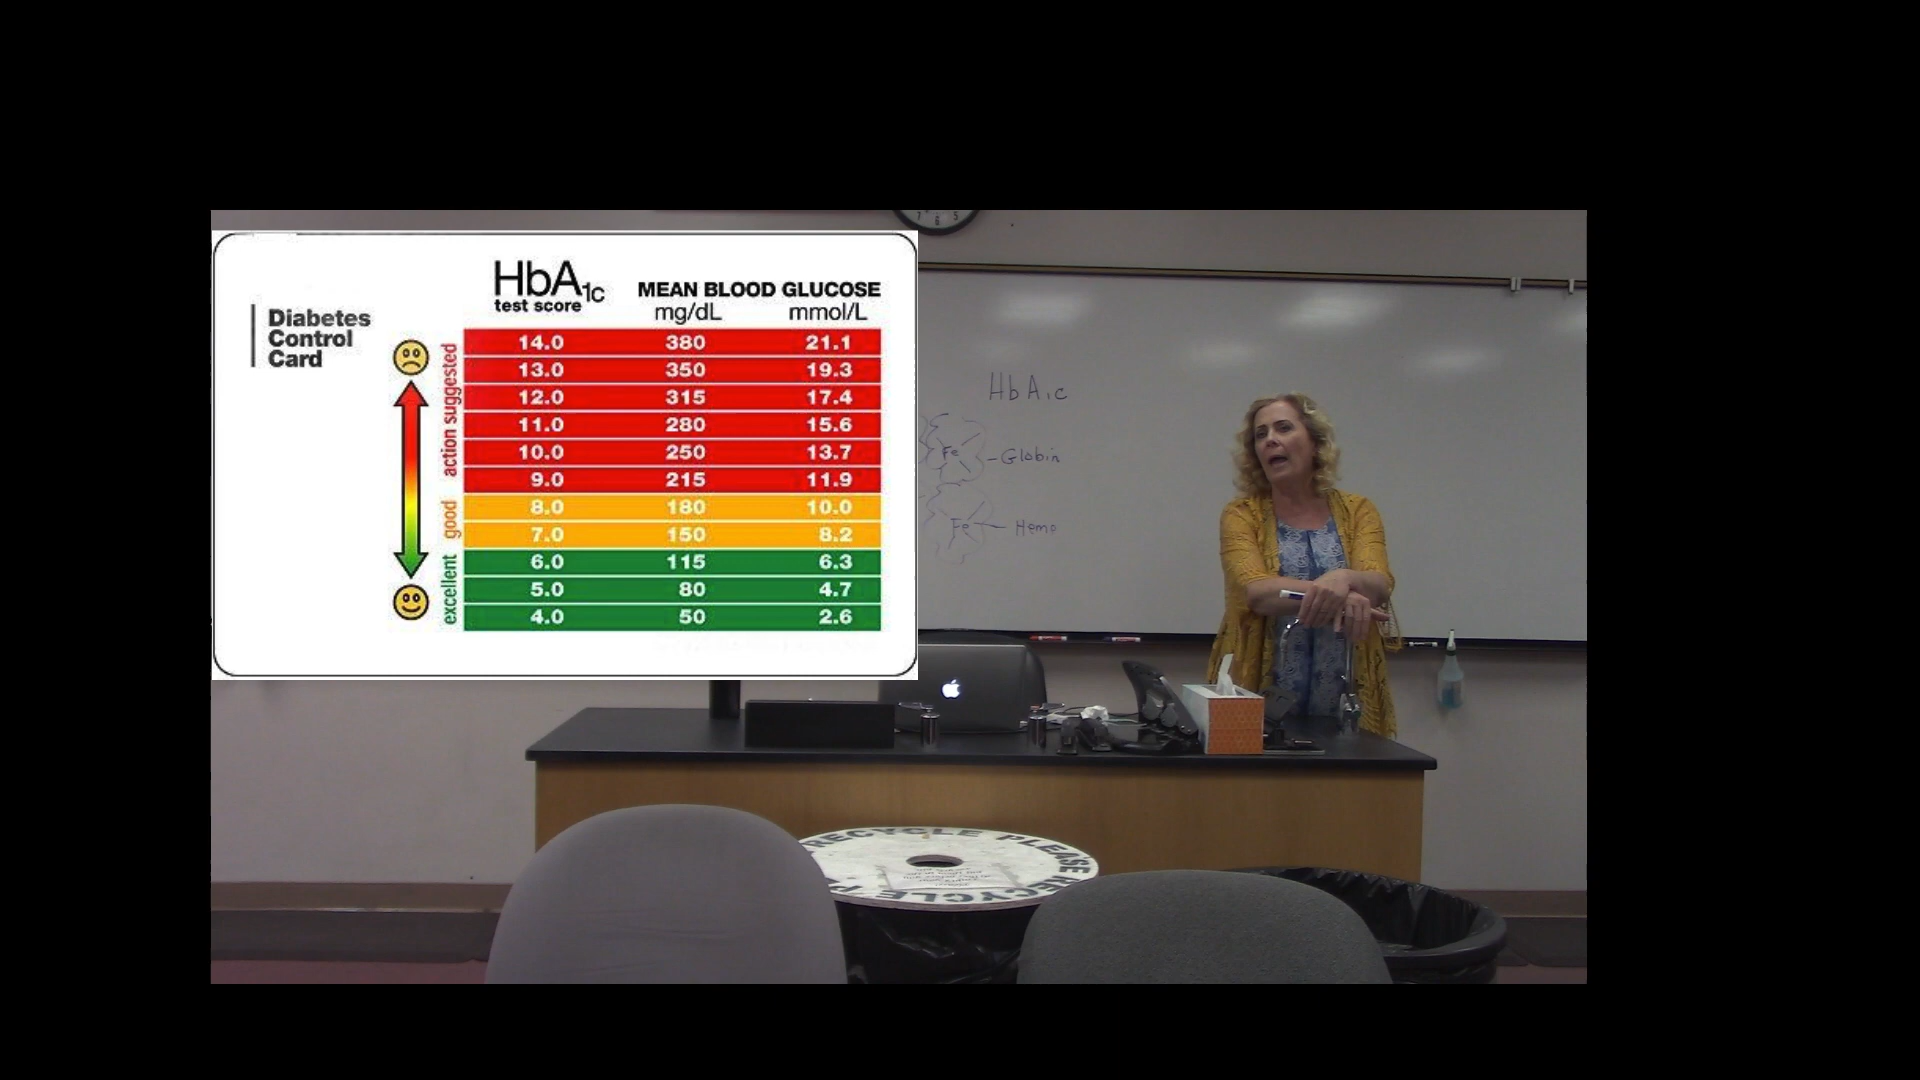 Diabetes
Control
Card
HbA1c
test score
MEAN BLOOD GLUCOSE
mg/dL mmol/L
action suggested
good
excellent
14.0 380 21.1
13.0 350 19.3
12.0 315 17.4
11.0 280 15.6
10.0 250 13.7
9.0 215 11.9
8.0 180 10.0
7.0 150 8.2
6.0 115 6.3
5.0 80 4.7
4.0 50 2.6
7 6 5
HbA1c
Fe - Globin
Fe - Heme
RECYCLE PLEASE RECYCLE